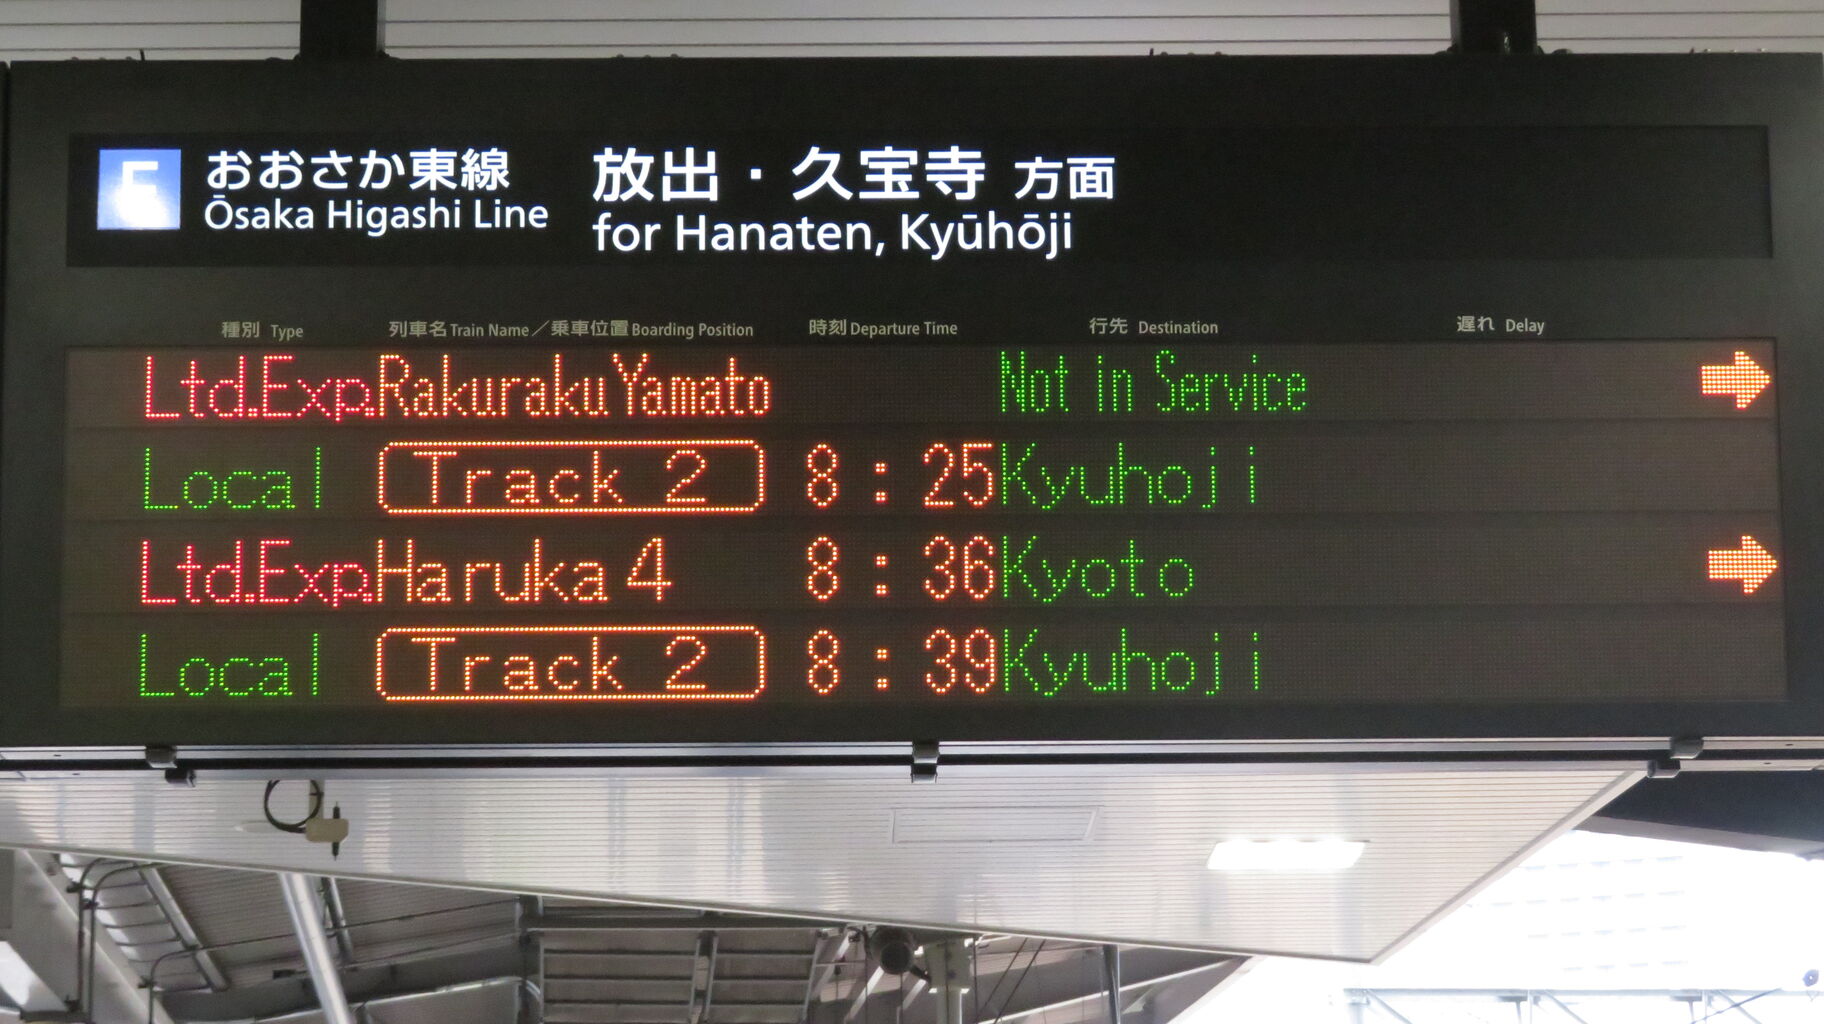 F おおさか東線 放出・久宝寺 方面
Ōsaka Higashi Line for Hanaten, Kyūhōji
種別 Type 列車名 Train Name／乗車位置 Boarding Position 時刻 Departure Time 行先 Destination 遅れ Delay
Ltd.Exp. Rakuraku Yamato Not in Service
Local Track 2 8:25 Kyuhoji
Ltd.Exp. Haruka 4 8:36 Kyoto
Local Track 2 8:39 Kyuhoji